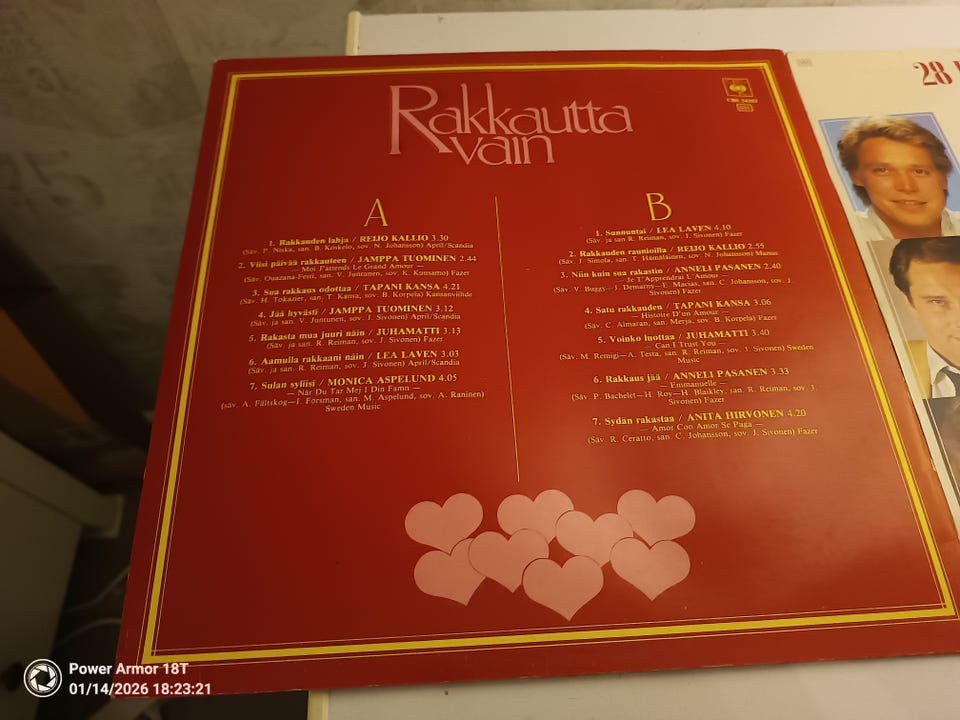 Rakkautta
vain
CBS
A
1. Rakkauden lahja / REIJO KALLIO 3.30
(Säv. P. Niska, san. B. Koskelo, sov. N. Johansson) April/Scandia
2. Viisi päivää rakkauteen / JAMPPA TUOMINEN 2.44
— Moi J'attends Le Grand Amour —
(Säv. Ouazana-Festi, san. V. Juntunen, sov. K. Kuusamo) Fazer
3. Sua rakkaus odottaa / TAPANI KANSA 4.21
(Säv. H. Tokazier, san. T. Kansa, sov. B. Korpela) Kansanviihde
4. Jää hyvästi / JAMPPA TUOMINEN 3.12
(Säv. ja san. V. Juntunen, sov. J. Sivonen) April/Scandia
5. Rakasta mua juuri näin / JUHAMATTI 3.13
(Säv. ja san. R. Reiman, sov. J. Sivonen) Fazer
6. Aamulla rakkaani näin / LEA LAVEN 3.03
(Säv. ja san. R. Reiman, sov. J. Sivonen) April/Scandia
7. Sulan syliisi / MONICA ASPELUND 4.05
— När Du Tar Mej I Din Famn —
(säv. A. Fältskog—I. Forsman, san. M. Aspelund, sov. A. Raninen)
Sweden Music
B
1. Sunnuntai / LEA LAVEN 4.10
(Säv. ja san R. Reiman, sov. J. Sivonen) Fazer
2. Rakkauden raunioilla / REIJO KALLIO 2.55
(Säv. J. Simola, san. T. Hämäläinen, sov. N. Johansson) Manus
3. Niin kuin sua rakastin / ANNELI PASANEN 2.40
— Je T'Apprendrai L'Amour —
(Säv. V. Buggy—J. Demarny—E. Macias, san. C. Johansson, sov. J.
Sivonen) Fazer
4. Satu rakkauden / TAPANI KANSA 3.06
— Histoire D'un Amour —
(Säv. C. Almaran, san. Merja, sov. B. Korpela) Fazer
5. Voinko luottaa / JUHAMATTI 3.40
— Can I Trust You —
(Säv. M. Remigi—A. Testa, san. R. Reiman, sov. J. Sivonen) Sweden
Music
6. Rakkaus jää / ANNELI PASANEN 3.33
— Emmanuelle —
(Säv. P. Bachelet—H. Roy—H. Blaikley, san. R. Reiman, sov. J.
Sivonen) Fazer
7. Sydän rakastaa / ANITA HIRVONEN 4.20
— Amor Con Amor Se Paga —
(Säv. R. Ceratto, san. C. Johansson, sov. J. Sivonen) Fazer
28
Power Armor 18T
01/14/2026 18:23:21